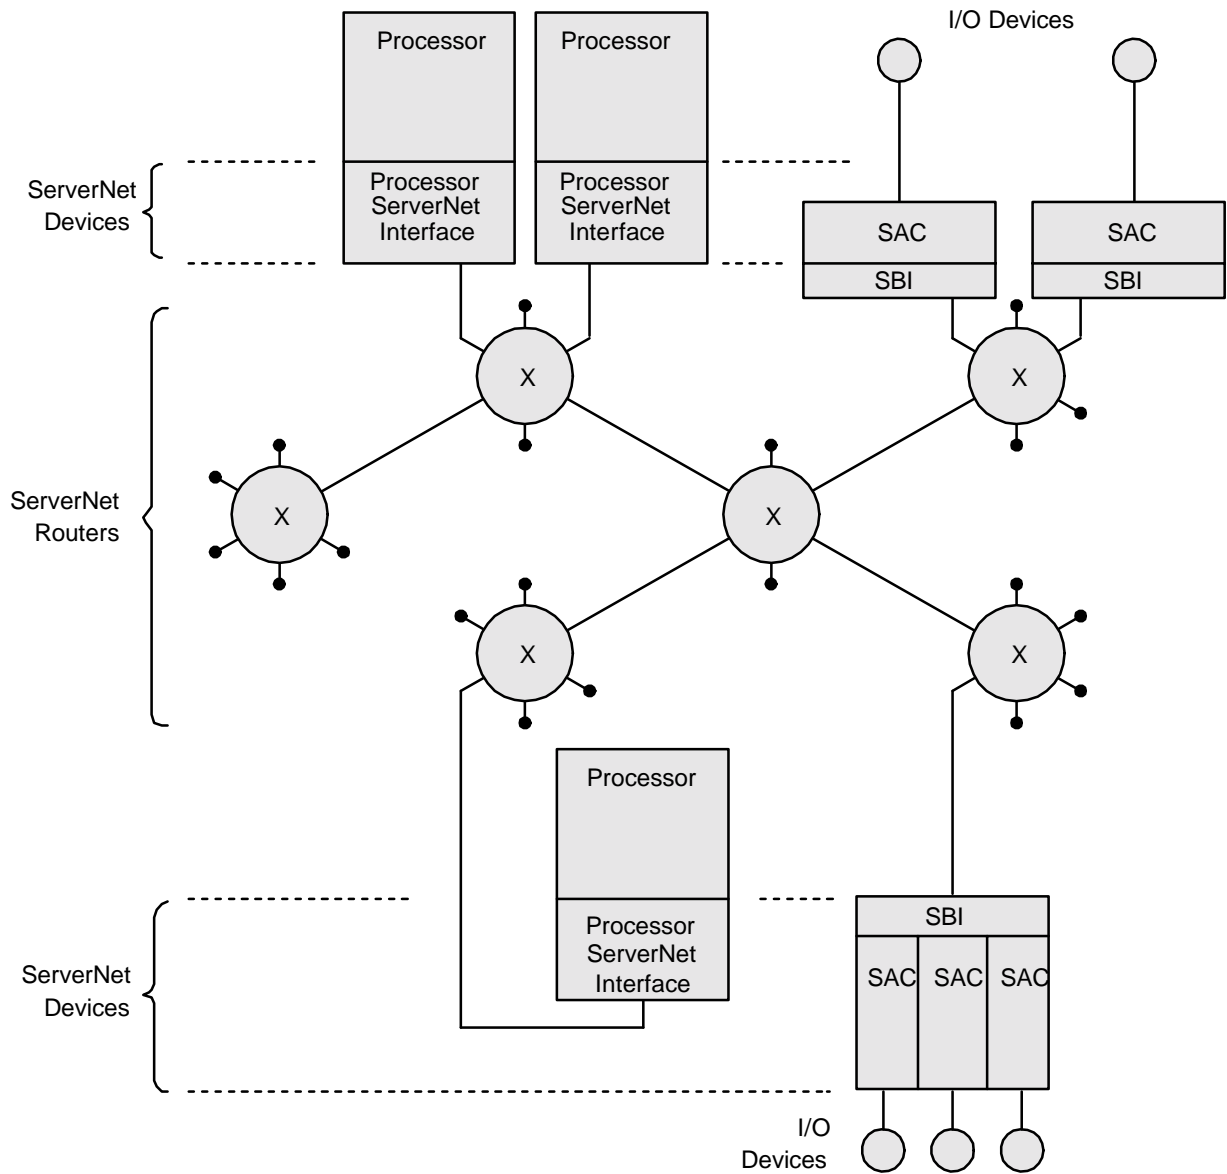 I/O Devices
Processor
Processor
Processor
ServerNet
Interface
Processor
ServerNet
Interface
ServerNet
Devices
SAC
SBI
SAC
SBI
X
X
ServerNet
Routers
X
X
X
X
Processor
Processor
ServerNet
Interface
ServerNet
Devices
SBI
SAC
SAC
SAC
I/O
Devices